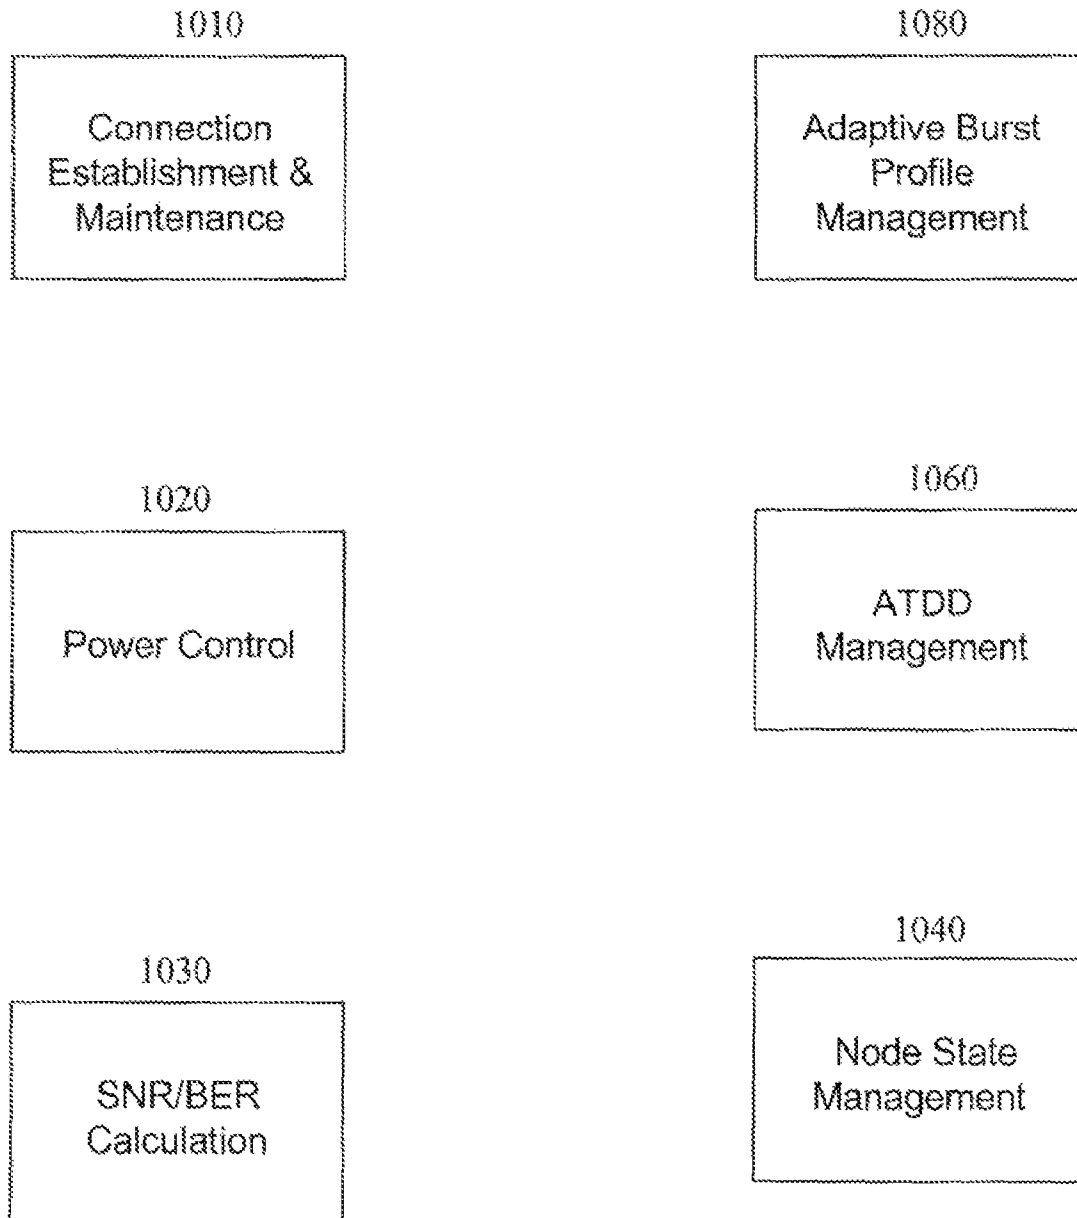 1010
Connection
Establishment &
Maintenance
1080
Adaptive Burst
Profile
Management
1020
Power Control
1060
ATDD
Management
1030
SNR/BER
Calculation
1040
Node State
Management